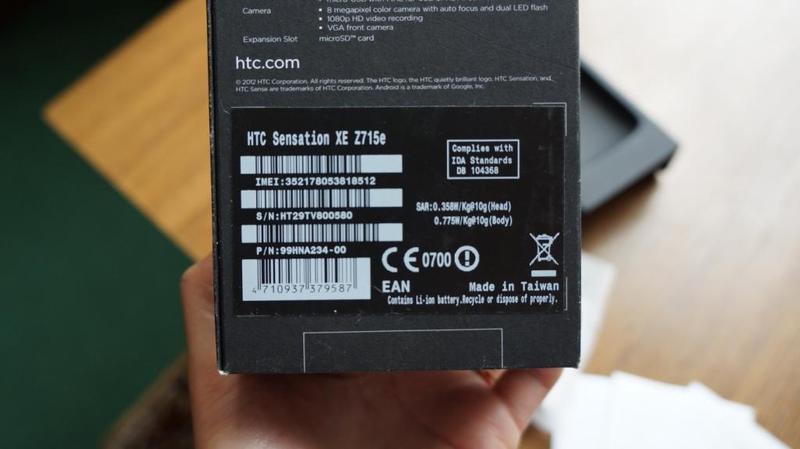 Camera
• 8 megapixel color camera with auto focus and dual LED flash
• 1080p HD video recording
• VGA front camera
Expansion Slot microSD™ card
htc.com
© 2012 HTC Corporation. All rights reserved. The HTC logo, the HTC quietly brilliant logo, HTC Sensation, and
HTC Sense are trademarks of HTC Corporation. Android is a trademark of Google, Inc.
HTC Sensation XE Z715e
IMEI:352178053818512
S/N:HT29TV800580
P/N:99HNA234-00
4 710937 379587
Complies with
IDA Standards
DB 104368
SAR:0.358W/Kg@10g(Head)
0.775W/Kg@10g(Body)
CE 0700
EAN
Made in Taiwan
Contains Li-ion battery.Recycle or dispose of properly.